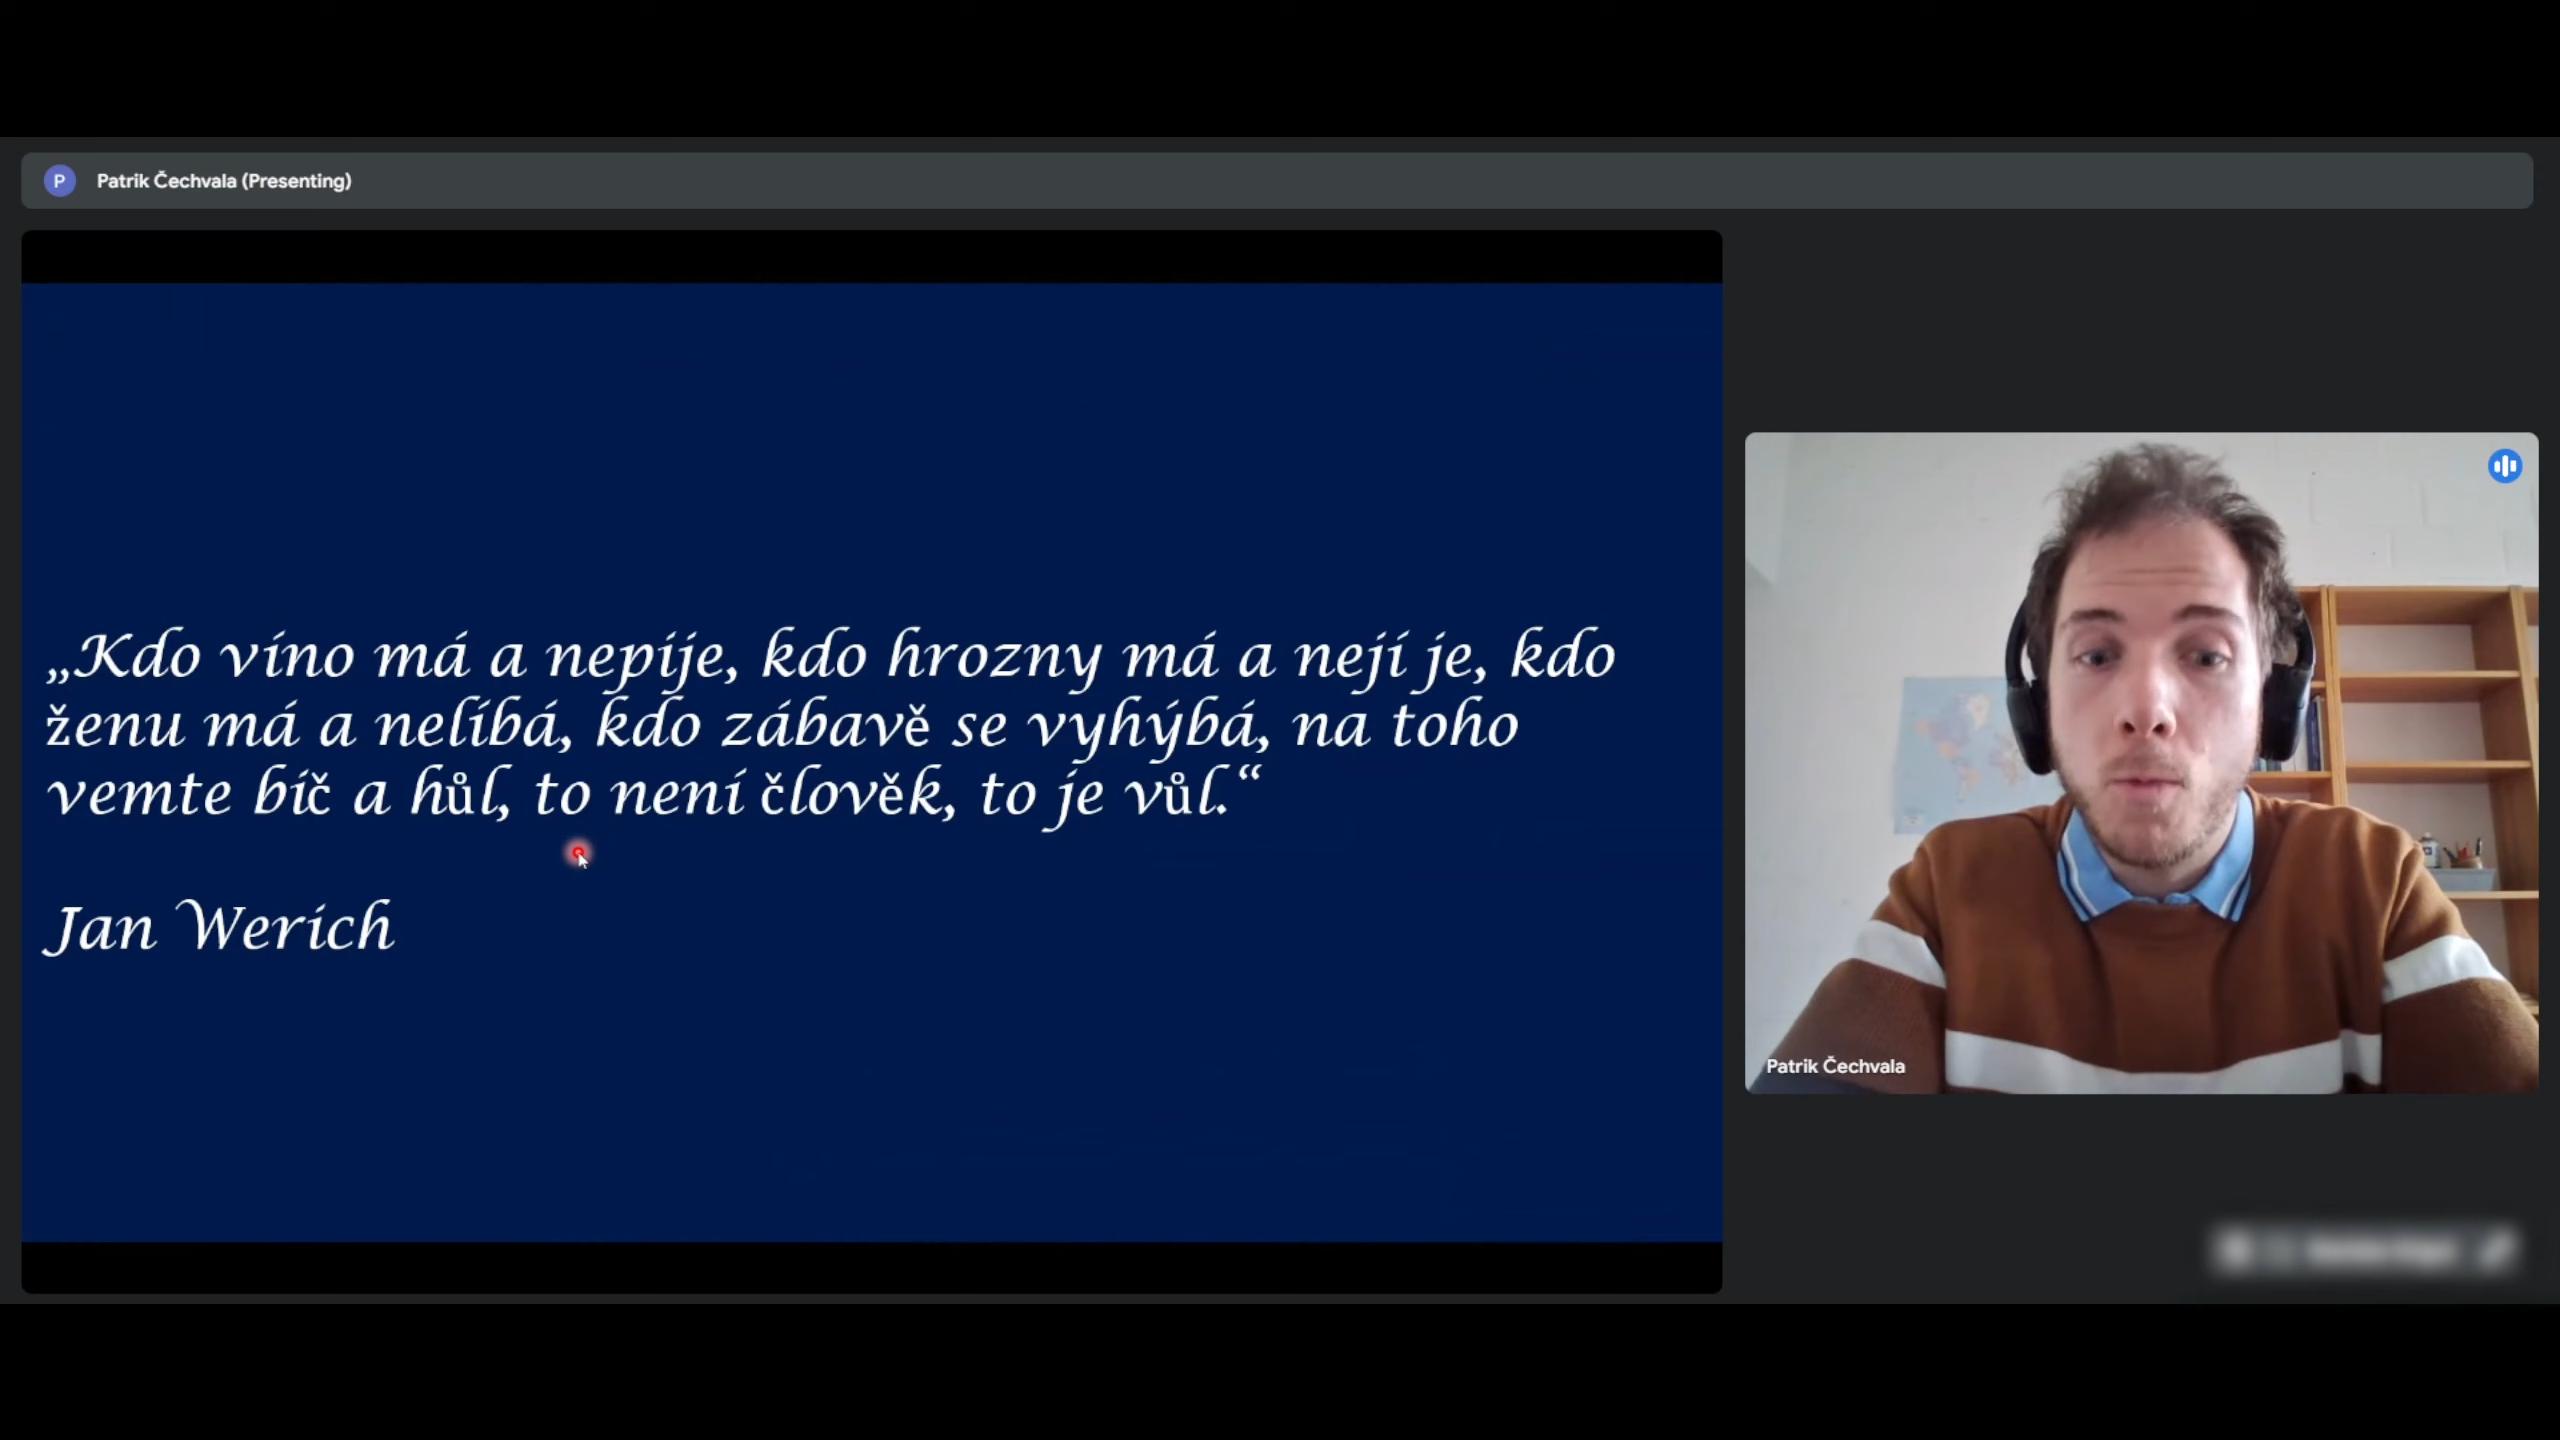 P
Patrik Čechvala (Presenting)
„Kdo víno má a nepije, kdo hrozny má a nejí je, kdo
ženu má a nelíbá, kdo zábavě se vyhýbá, na toho
vemte bič a hůl, to není člověk, to je vůl.“
Jan Werich
Patrik Čechvala